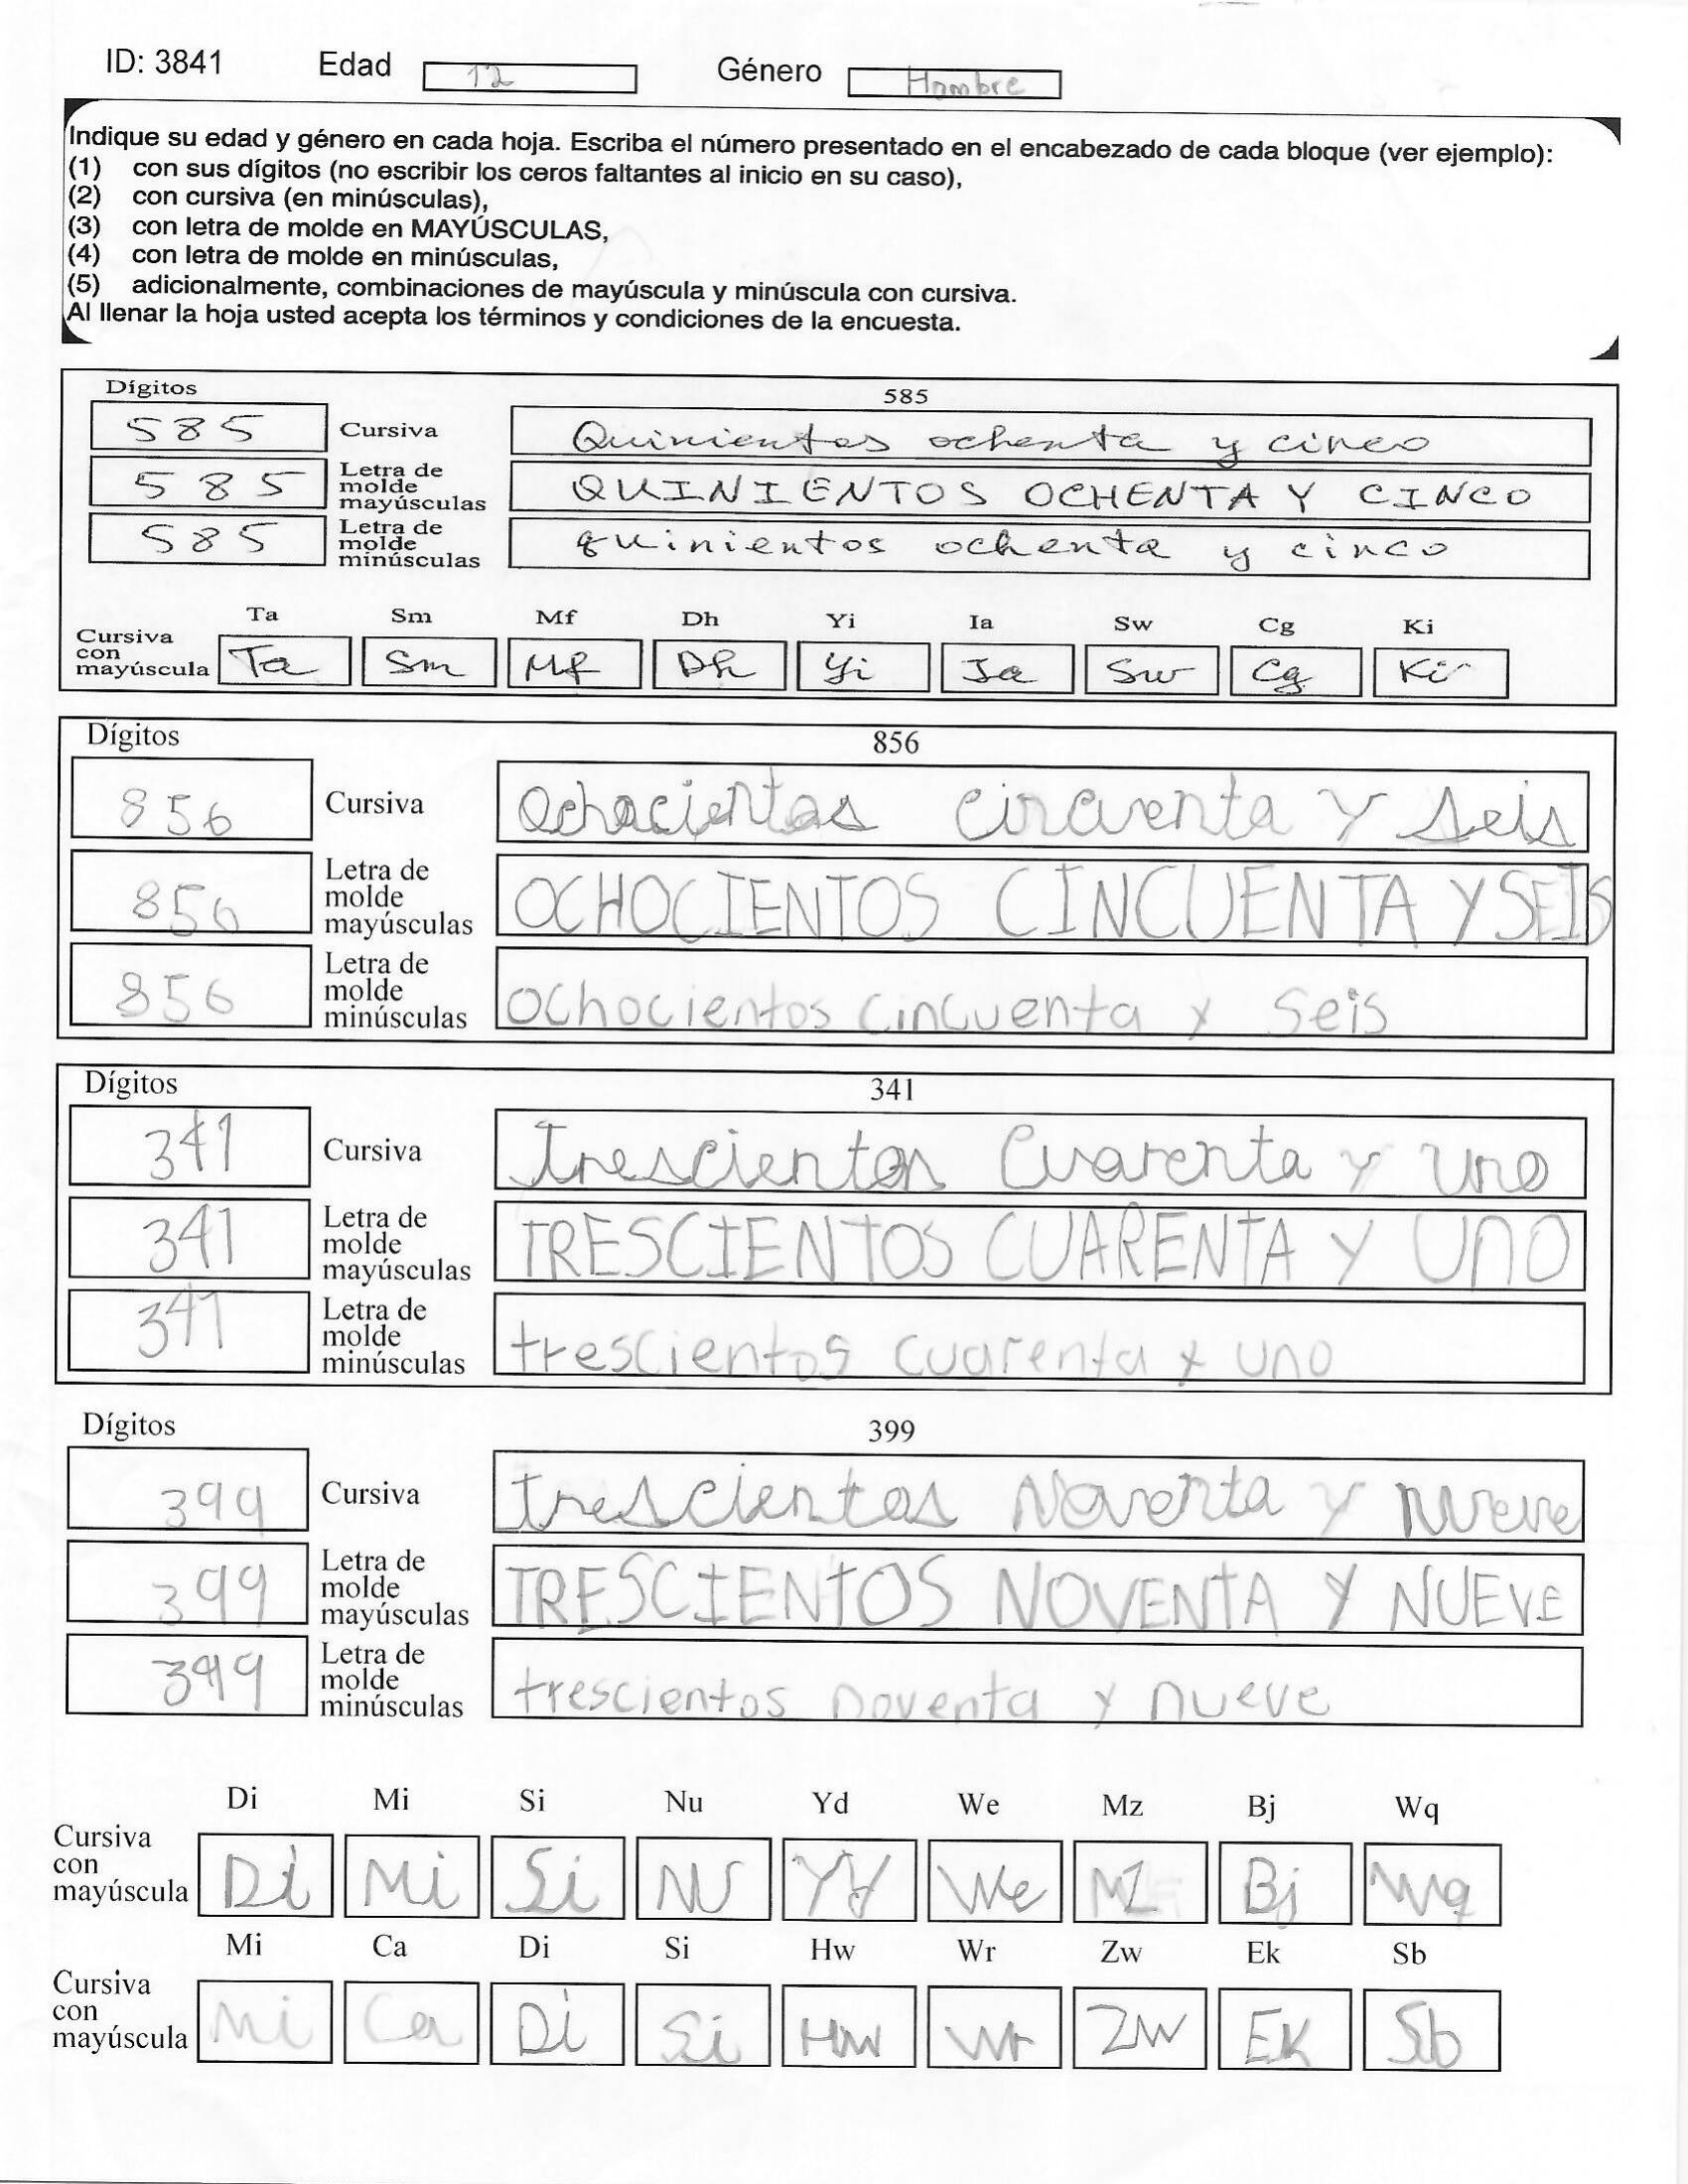 ID: 3841 Edad 12 Género Hombre
Indique su edad y género en cada hoja. Escriba el número presentado en el encabezado de cada bloque (ver ejemplo):
(1) con sus dígitos (no escribir los ceros faltantes al inicio en su caso),
(2) con cursiva (en minúsculas),
(3) con letra de molde en MAYÚSCULAS,
(4) con letra de molde en minúsculas,
(5) adicionalmente, combinaciones de mayúscula y minúscula con cursiva.
Al llenar la hoja usted acepta los términos y condiciones de la encuesta.
Dígitos 585
585 Cursiva Quinientos ochenta y cinco
585 Letra de molde mayúsculas QUINIENTOS OCHENTA Y CINCO
585 Letra de molde minúsculas quinientos ochenta y cinco
Ta Sm Mf Dh Yi Ia Sw Cg Ki
Cursiva con mayúscula Ta Sm Mf Dh Yi Ia Sw Cg Ki
Dígitos 856
856 Cursiva Ochocientos Cincuenta y seis
856 Letra de molde mayúsculas OCHOCIENTOS CINCUENTA Y SEIS
856 Letra de molde minúsculas ochocientos cincuenta y seis
Dígitos 341
341 Cursiva trescientos Cuarenta y uno
341 Letra de molde mayúsculas TRESCIENTOS CUARENTA Y UNO
341 Letra de molde minúsculas trescientos cuarenta y uno
Dígitos 399
399 Cursiva trescientos Noventa y nueve
399 Letra de molde mayúsculas TRESCIENTOS NOVENTA Y NUEVE
399 Letra de molde minúsculas trescientos noventa y nueve
Di Mi Si Nu Yd We Mz Bj Wq
Cursiva con mayúscula Di Mi Si Nu Yd We Mz Bj Wq
Mi Ca Di Si Hw Wr Zw Ek Sb
Cursiva con mayúscula Mi Ca Di Si Hw Wr Zw Ek Sb